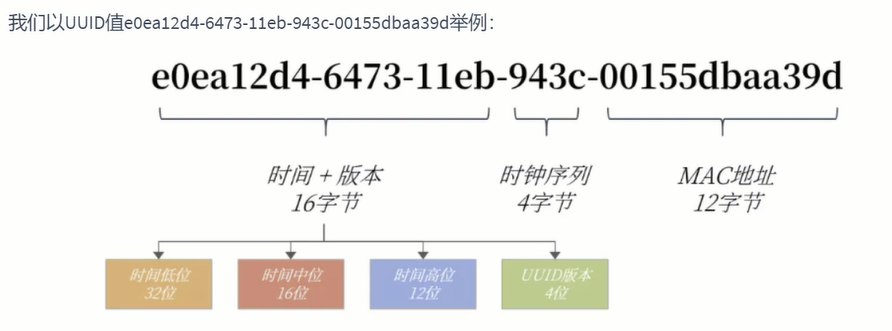 我们以UUID值e0ea12d4-6473-11eb-943c-00155dbaa39d举例：
e0ea12d4-6473-11eb-943c-00155dbaa39d
时间 + 版本
16字节
时钟序列
4字节
MAC地址
12字节
时间低位
32位
时间中位
16位
时间高位
12位
UUID版本
4位